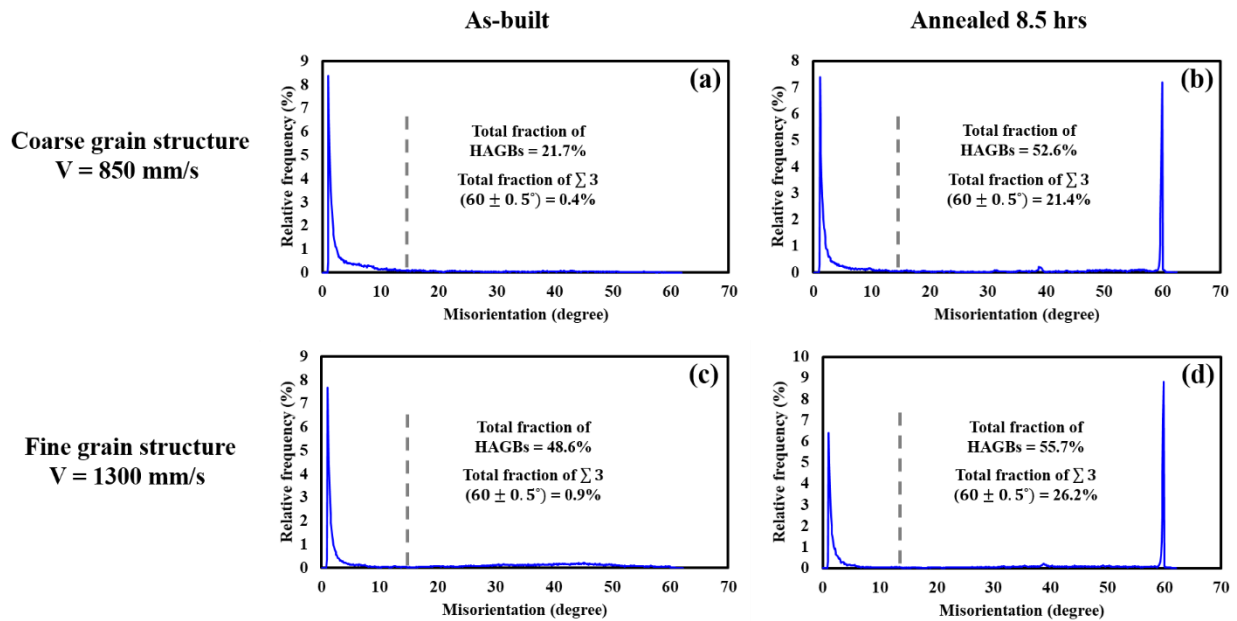 As-built
Annealed 8.5 hrs
Coarse grain structure
V = 850 mm/s
Relative frequency (%)
9
8
7
6
5
4
3
2
1
0
(a)
Total fraction of
HAGBs = 21.7%
Total fraction of ∑ 3
(60 ± 0.5°) = 0.4%
0 10 20 30 40 50 60 70
Misorientation (degree)
Relative frequency (%)
8
7
6
5
4
3
2
1
0
(b)
Total fraction of
HAGBs = 52.6%
Total fraction of ∑ 3
(60 ± 0.5°) = 21.4%
0 10 20 30 40 50 60 70
Misorientation (degree)
Fine grain structure
V = 1300 mm/s
Relative frequency (%)
9
8
7
6
5
4
3
2
1
0
(c)
Total fraction of
HAGBs = 48.6%
Total fraction of ∑ 3
(60 ± 0.5°) = 0.9%
0 10 20 30 40 50 60 70
Misorientation (degree)
Relative frequency (%)
10
9
8
7
6
5
4
3
2
1
0
(d)
Total fraction of
HAGBs = 55.7%
Total fraction of ∑ 3
(60 ± 0.5°) = 26.2%
0 10 20 30 40 50 60 70
Misorientation (degree)